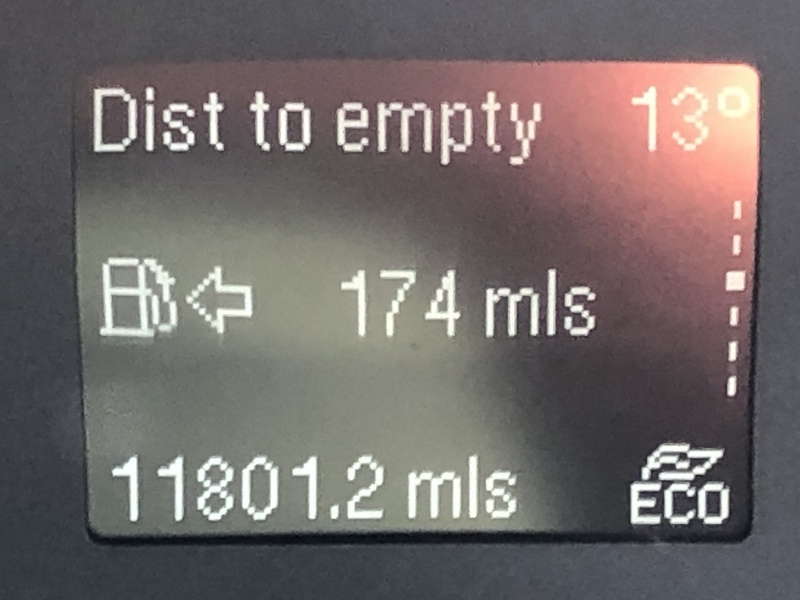 Dist to empty 13°
174 mls
11801.2 mls ECO